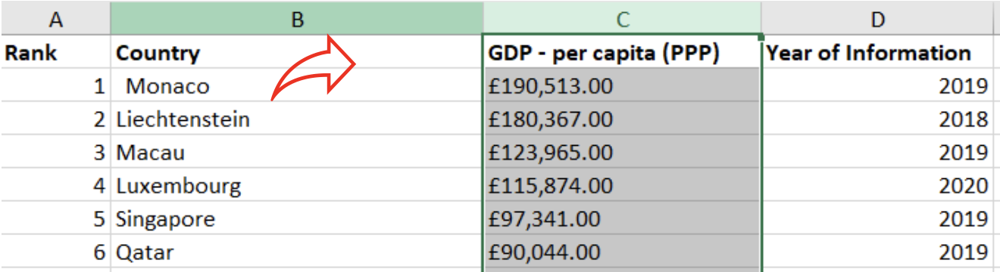 A B C D
Rank Country GDP - per capita (PPP) Year of Information
1 Monaco £190,513.00 2019
2 Liechtenstein £180,367.00 2018
3 Macau £123,965.00 2019
4 Luxembourg £115,874.00 2020
5 Singapore £97,341.00 2019
6 Qatar £90,044.00 2019